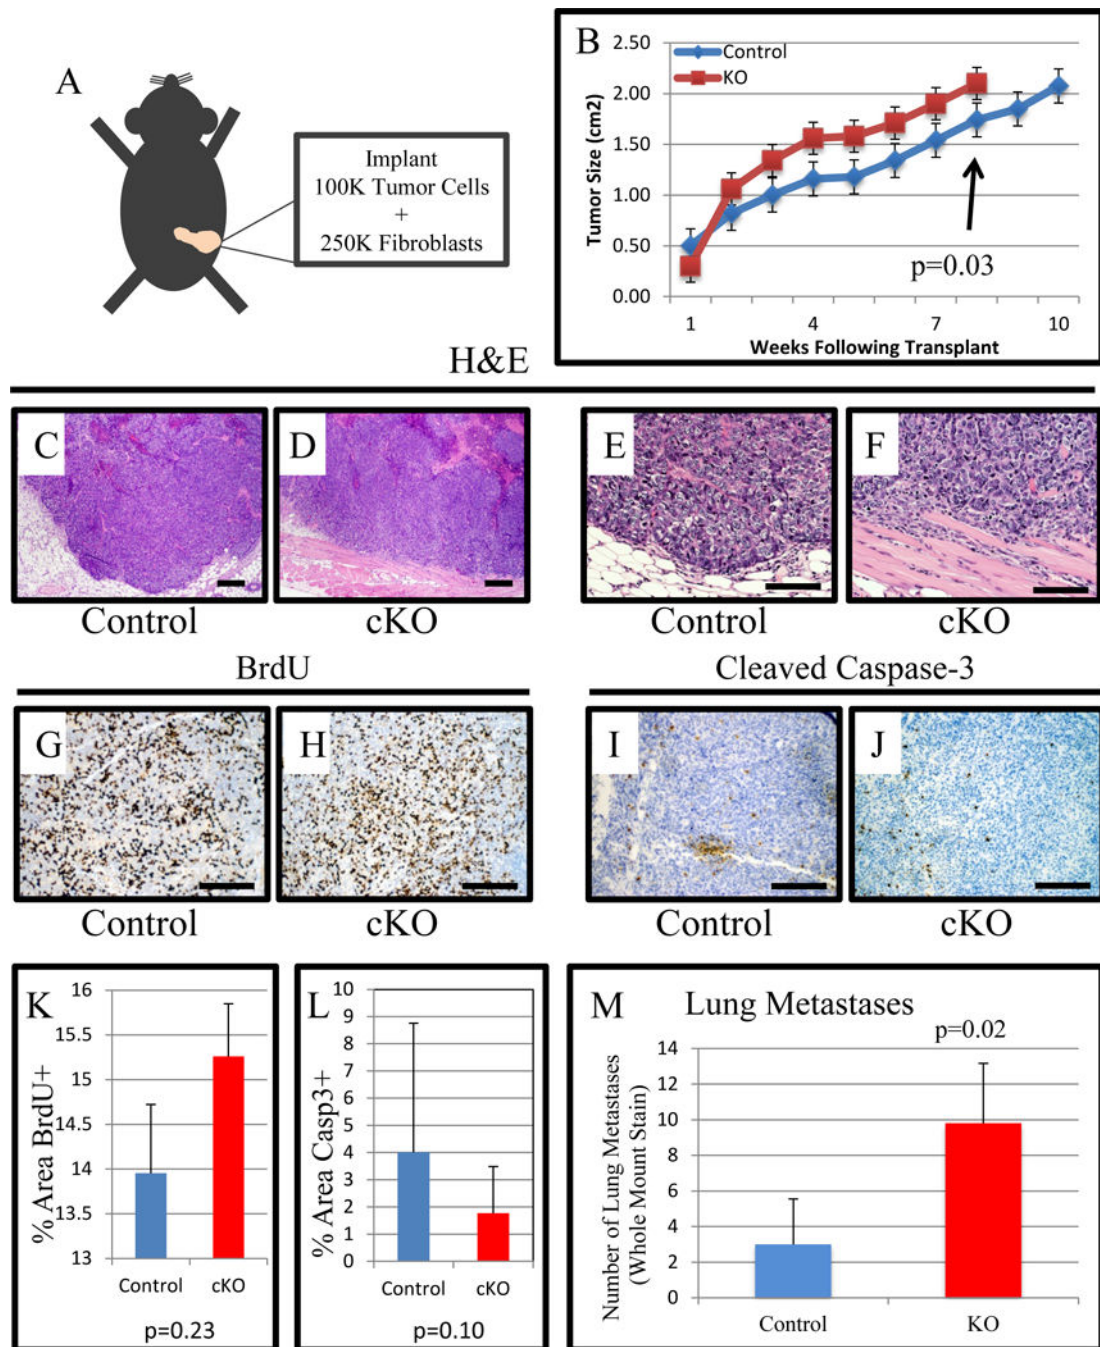 A
Implant
100K Tumor Cells
+
250K Fibroblasts
B
Control
KO
Tumor Size (cm2)
2.50
2.00
1.50
1.00
0.50
0.00
p=0.03
1 4 7 10
Weeks Following Transplant
H&E
C D E F
Control cKO Control cKO
BrdU Cleaved Caspase-3
G H I J
Control cKO Control cKO
K
% Area BrdU+
16
15.5
15
14.5
14
13.5
13
Control cKO
p=0.23
L
% Area Casp3+
10
9
8
7
6
5
4
3
2
1
0
Control cKO
p=0.10
M Lung Metastases
p=0.02
Number of Lung Metastases
(Whole Mount Stain)
14
12
10
8
6
4
2
0
Control KO